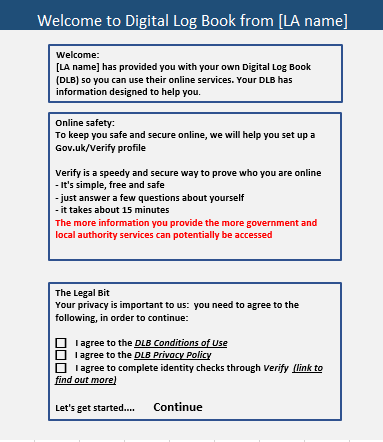 Welcome to Digital Log Book from [LA name]
Welcome:
[LA name] has provided you with your own Digital Log Book
(DLB) so you can use their online services. Your DLB has
information designed to help you.
Online safety:
To keep you safe and secure online, we will help you set up a
Gov.uk/Verify profile
Verify is a speedy and secure way to prove who you are online
- It's simple, free and safe
- just answer a few questions about yourself
- it takes about 15 minutes
The more information you provide the more government and
local authority services can potentially be accessed
The Legal Bit
Your privacy is important to us: you need to agree to the
following, in order to continue:
I agree to the DLB Conditions of Use
I agree to the DLB Privacy Policy
I agree to complete identity checks through Verify (link to
find out more)
Let's get started.... Continue